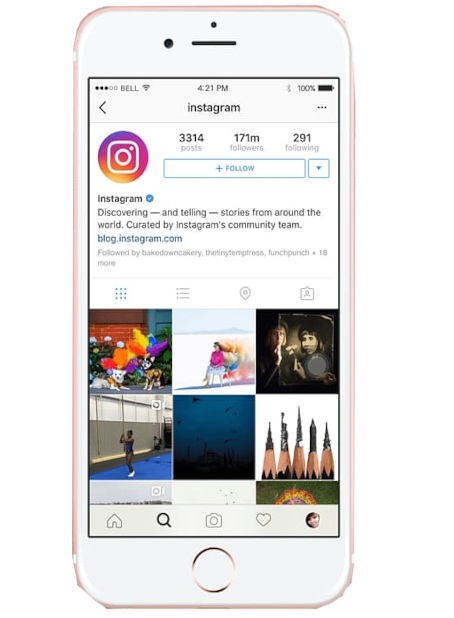 BELL 4:21 PM 100%
instagram
3314 171m 291
posts followers following
+ FOLLOW
Instagram
Discovering — and telling — stories from around the
world. Curated by Instagram's community team.
blog.instagram.com
Followed by bakedowncakery, thetinytemptress, funchpunch + 18
more